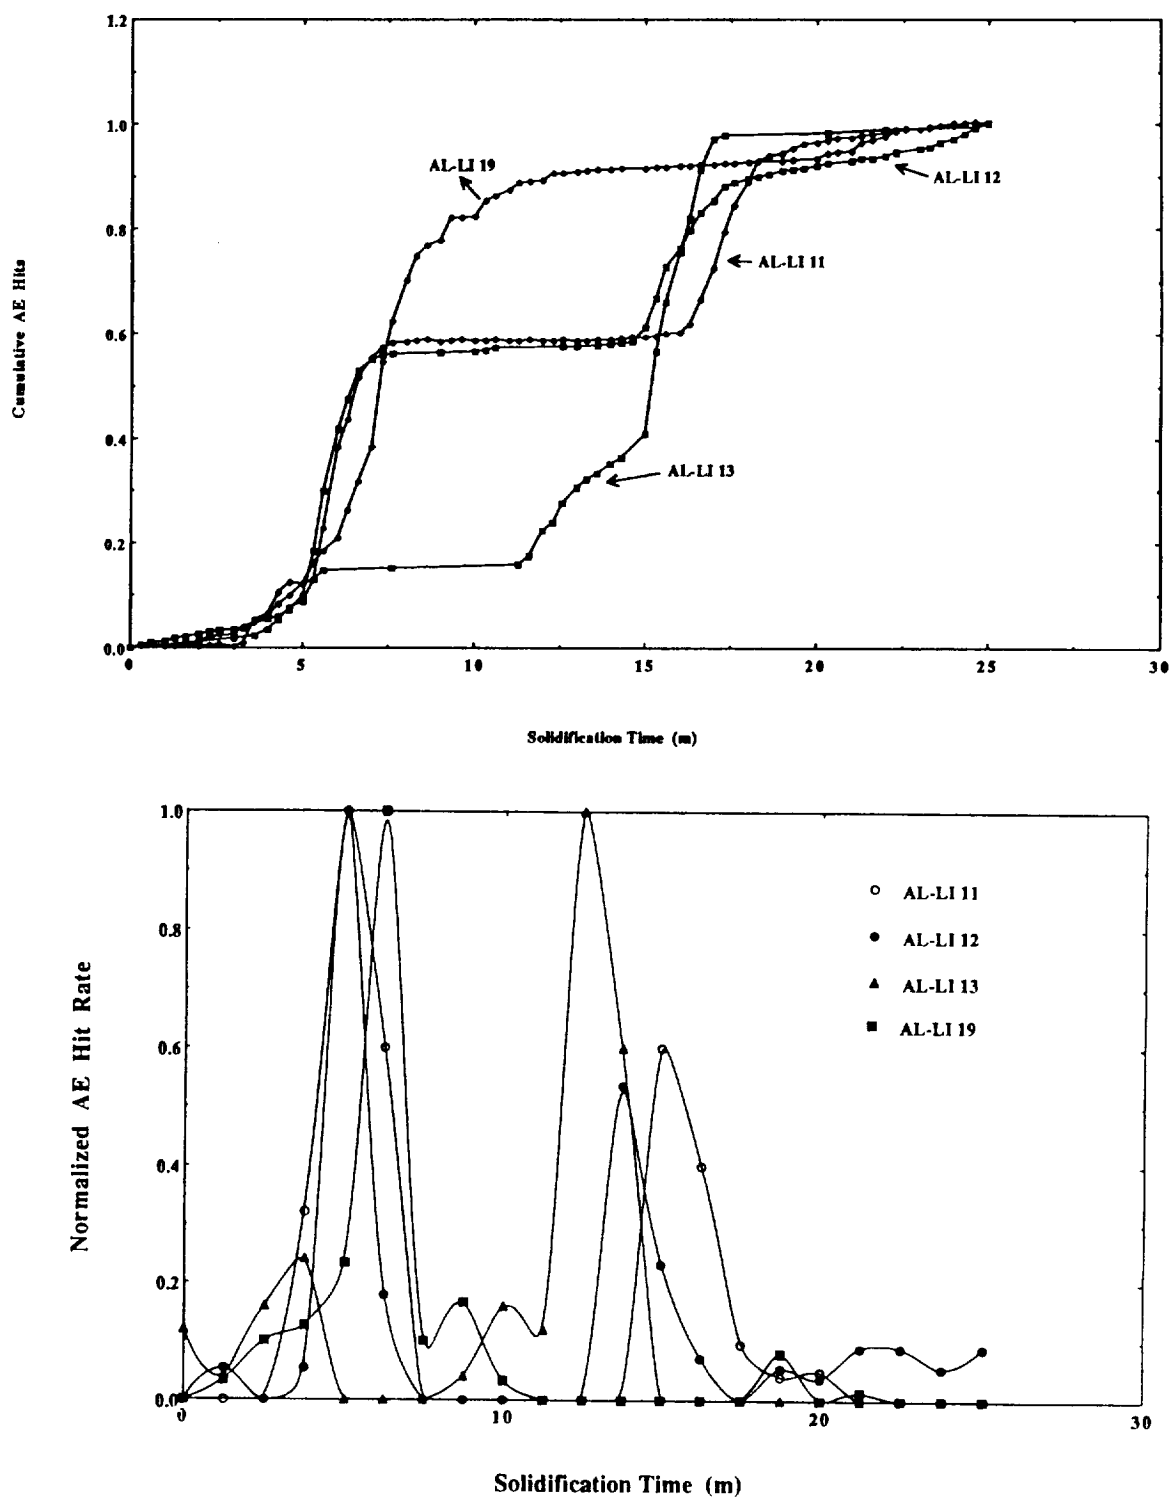 1.2
1.0
AL-LI 19
AL-LI 12
0.8
AL-LI 11
Cumulative AE Hits
0.6
0.4
AL-LI 13
0.2
0.0
0 5 10 15 20 25 30
Solidification Time (m)
1.0
AL-LI 11
0.8
AL-LI 12
AL-LI 13
AL-LI 19
Normalized AE Hit Rate
0.6
0.4
0.2
0.0
0 10 20 30
Solidification Time (m)